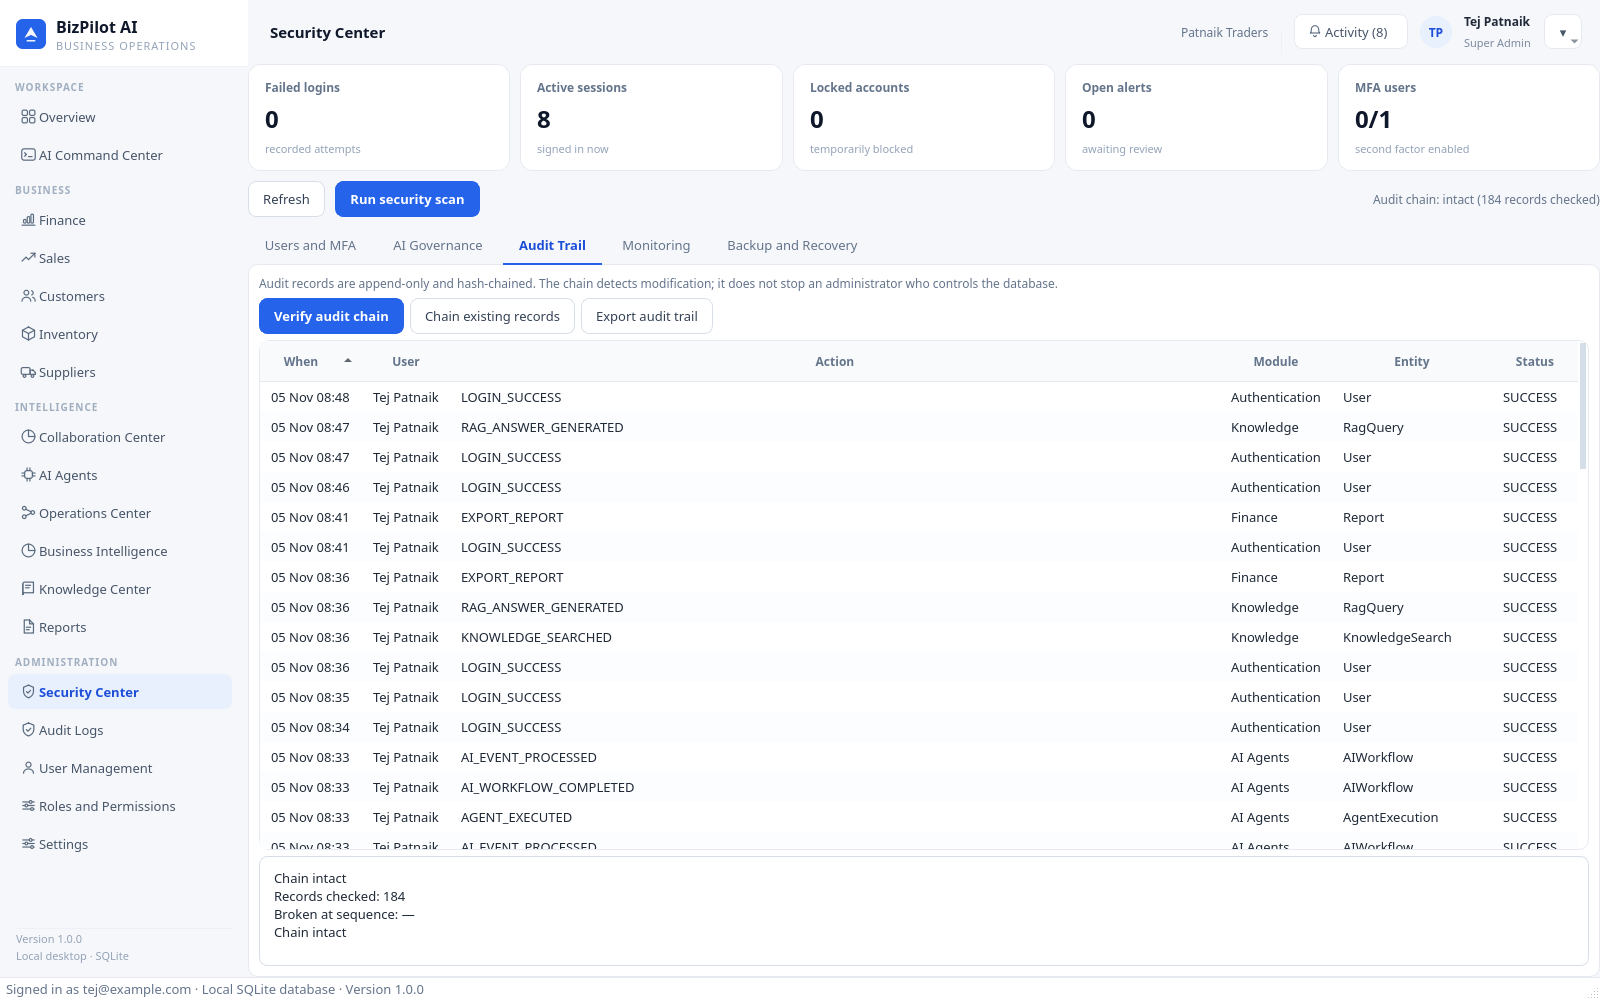 BizPilot AI
BUSINESS OPERATIONS
WORKSPACE
Overview
AI Command Center
BUSINESS
Finance
Sales
Customers
Inventory
Suppliers
INTELLIGENCE
Collaboration Center
AI Agents
Operations Center
Business Intelligence
Knowledge Center
Reports
ADMINISTRATION
Security Center
Audit Logs
User Management
Roles and Permissions
Settings
Version 1.0.0
Local desktop · SQLite
Security Center
Patnaik Traders
Activity (8)
TP
Tej Patnaik
Super Admin
Failed logins
0
recorded attempts
Active sessions
8
signed in now
Locked accounts
0
temporarily blocked
Open alerts
0
awaiting review
MFA users
0/1
second factor enabled
Refresh
Run security scan
Audit chain: intact (184 records checked)
Users and MFA
AI Governance
Audit Trail
Monitoring
Backup and Recovery
Audit records are append-only and hash-chained. The chain detects modification; it does not stop an administrator who controls the database.
Verify audit chain
Chain existing records
Export audit trail
When User Action Module Entity Status
05 Nov 08:48 Tej Patnaik LOGIN_SUCCESS Authentication User SUCCESS
05 Nov 08:47 Tej Patnaik RAG_ANSWER_GENERATED Knowledge RagQuery SUCCESS
05 Nov 08:47 Tej Patnaik LOGIN_SUCCESS Authentication User SUCCESS
05 Nov 08:46 Tej Patnaik LOGIN_SUCCESS Authentication User SUCCESS
05 Nov 08:41 Tej Patnaik EXPORT_REPORT Finance Report SUCCESS
05 Nov 08:41 Tej Patnaik LOGIN_SUCCESS Authentication User SUCCESS
05 Nov 08:36 Tej Patnaik EXPORT_REPORT Finance Report SUCCESS
05 Nov 08:36 Tej Patnaik RAG_ANSWER_GENERATED Knowledge RagQuery SUCCESS
05 Nov 08:36 Tej Patnaik KNOWLEDGE_SEARCHED Knowledge KnowledgeSearch SUCCESS
05 Nov 08:36 Tej Patnaik LOGIN_SUCCESS Authentication User SUCCESS
05 Nov 08:35 Tej Patnaik LOGIN_SUCCESS Authentication User SUCCESS
05 Nov 08:34 Tej Patnaik LOGIN_SUCCESS Authentication User SUCCESS
05 Nov 08:33 Tej Patnaik AI_EVENT_PROCESSED AI Agents AIWorkflow SUCCESS
05 Nov 08:33 Tej Patnaik AI_WORKFLOW_COMPLETED AI Agents AIWorkflow SUCCESS
05 Nov 08:33 Tej Patnaik AGENT_EXECUTED AI Agents AgentExecution SUCCESS
05 Nov 08:33 Tej Patnaik AI_EVENT_PROCESSED AI Agents AIWorkflow SUCCESS
Chain intact
Records checked: 184
Broken at sequence: —
Chain intact
Signed in as tej@example.com · Local SQLite database · Version 1.0.0